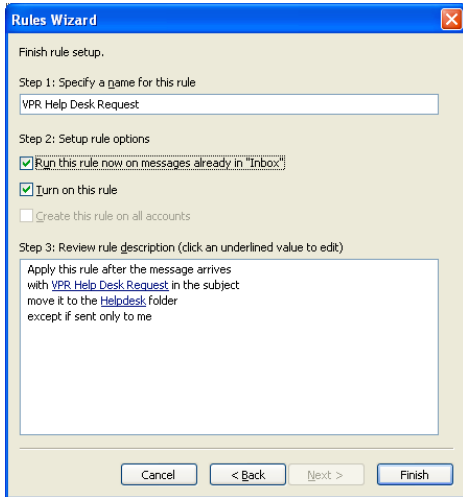 Rules Wizard
Finish rule setup.
Step 1: Specify a name for this rule
VPR Help Desk Request
Step 2: Setup rule options
Run this rule now on messages already in "Inbox"
Turn on this rule
Create this rule on all accounts
Step 3: Review rule description (click an underlined value to edit)
Apply this rule after the message arrives
with VPR Help Desk Request in the subject
move it to the Helpdesk folder
except if sent only to me
Cancel < Back Next > Finish